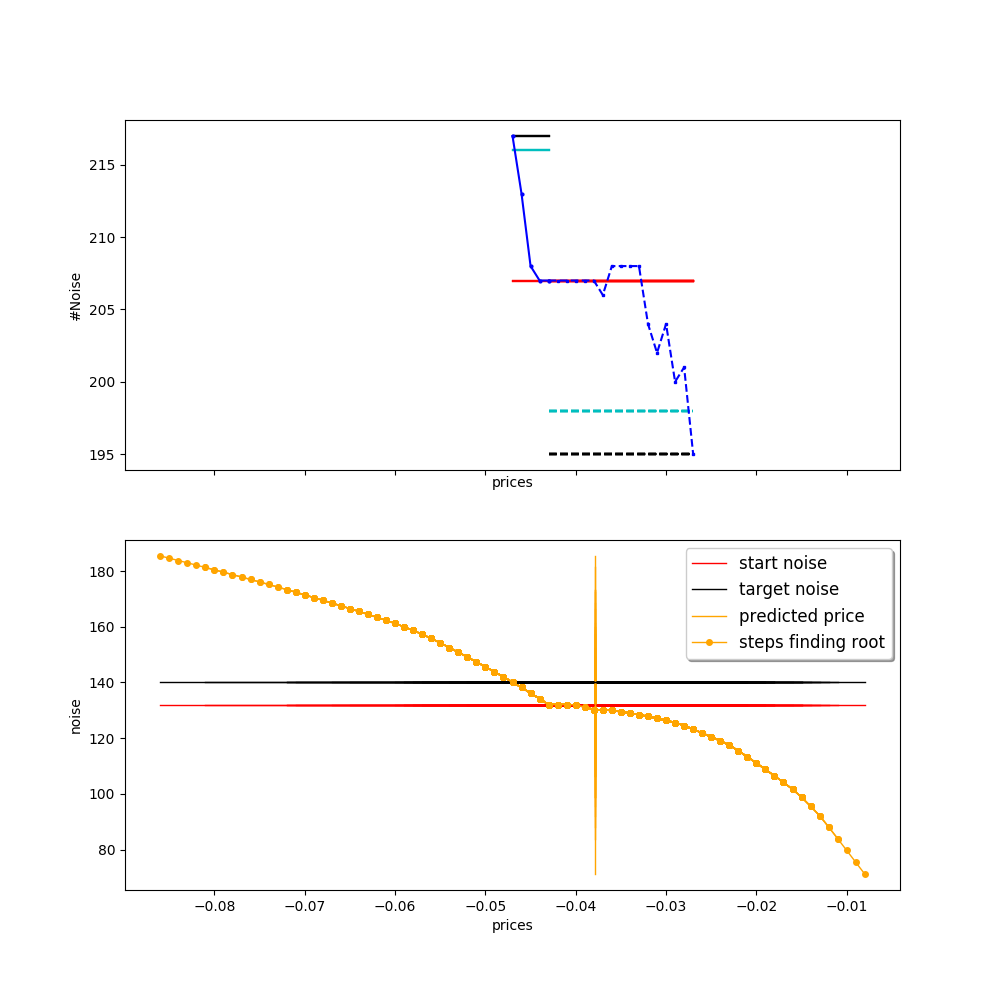 215
210
205
200
195
#Noise
prices
180
160
140
120
100
80
noise
start noise
target noise
predicted price
steps finding root
−0.08 −0.07 −0.06 −0.05 −0.04 −0.03 −0.02 −0.01
prices